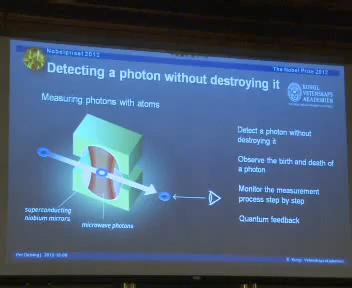 Nobelpriset 2012
The Nobel Prize 2012
Detecting a photon without destroying it
KUNGL.
VETENSKAPS
AKADEMIEN
Measuring photons with atoms
Detect a photon without
destroying it
Observe the birth and death of
a photon
Monitor the measurement
process step by step
Quantum feedback
superconducting
niobium mirrors
microwave photons